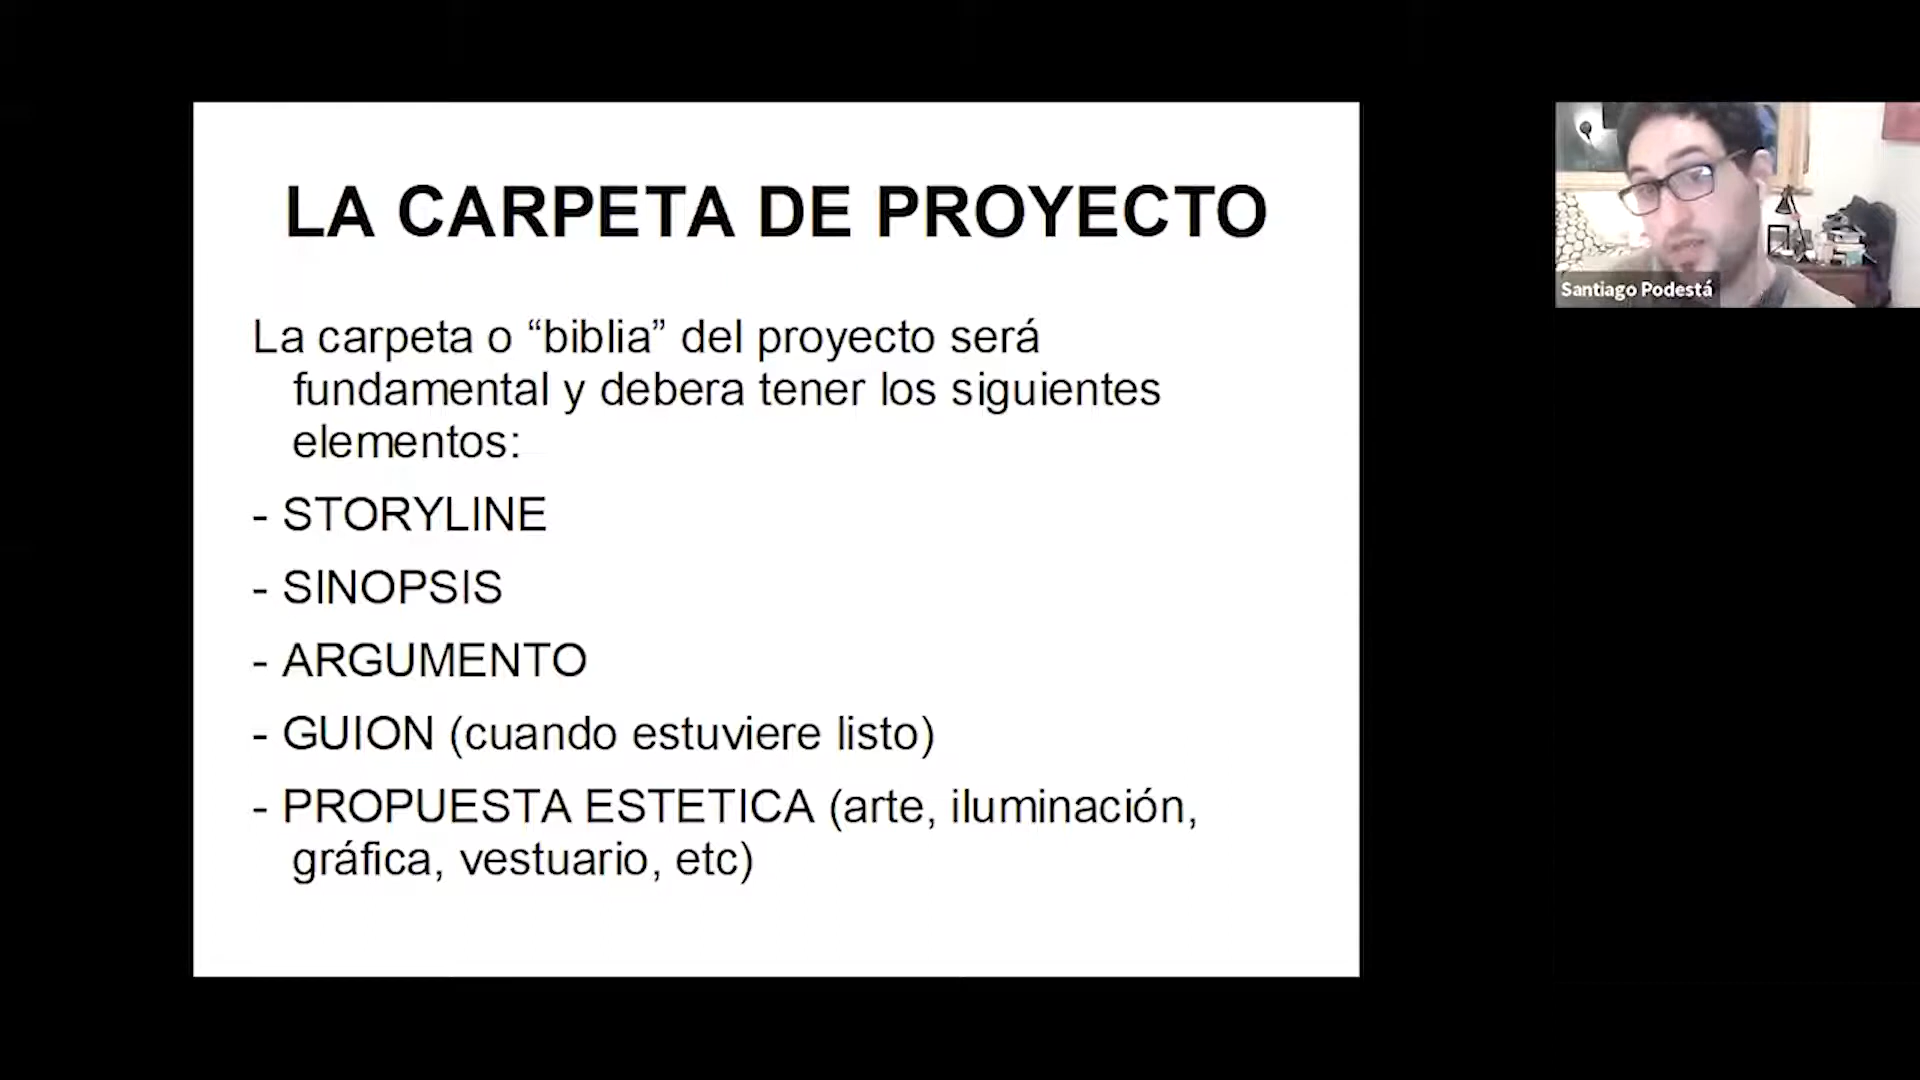 LA CARPETA DE PROYECTO
La carpeta o “biblia” del proyecto será
fundamental y debera tener los siguientes
elementos:
- STORYLINE
- SINOPSIS
- ARGUMENTO
- GUION (cuando estuviere listo)
- PROPUESTA ESTETICA (arte, iluminación,
gráfica, vestuario, etc)
Santiago Podestá